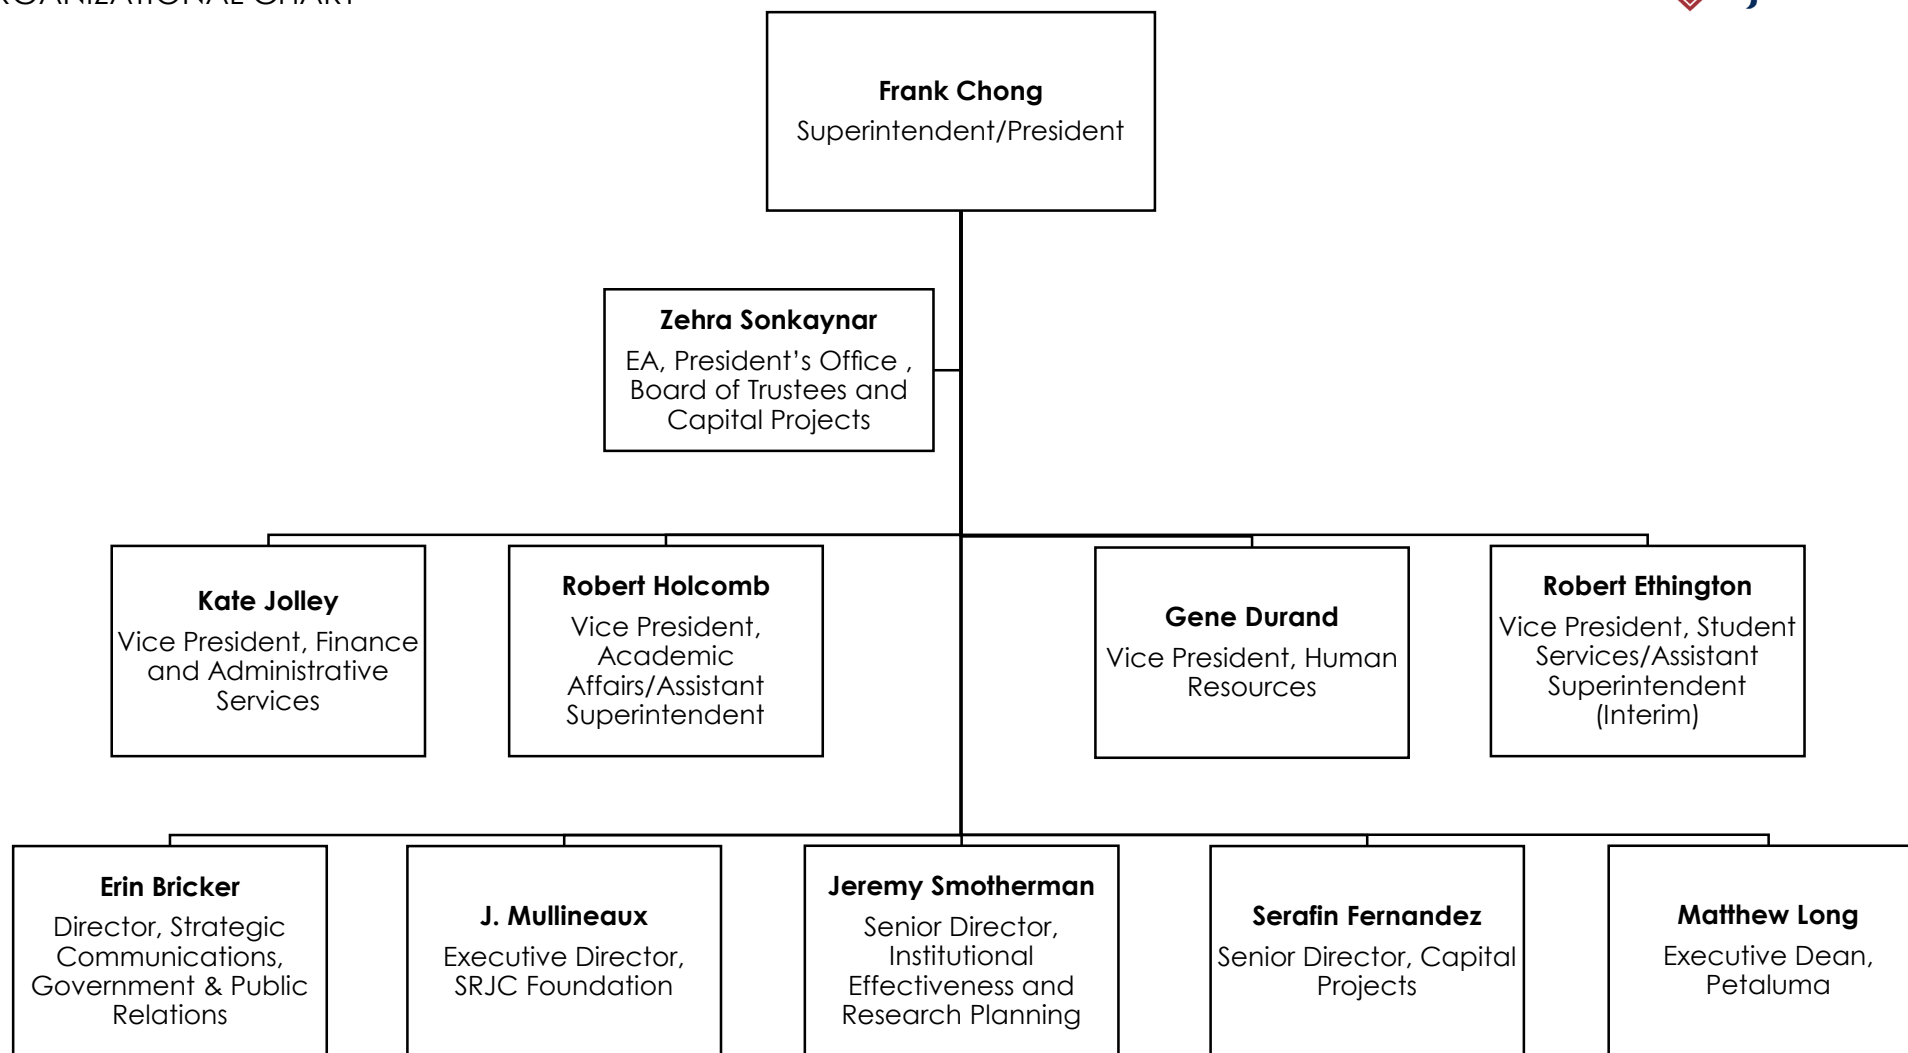 ORGANIZATIONAL CHART
Frank Chong
Superintendent/President
Zehra Sonkaynar
EA, President’s Office ,
Board of Trustees and
Capital Projects
Kate Jolley
Vice President, Finance
and Administrative
Services
Robert Holcomb
Vice President,
Academic
Affairs/Assistant
Superintendent
Gene Durand
Vice President, Human
Resources
Robert Ethington
Vice President, Student
Services/Assistant
Superintendent
(Interim)
Erin Bricker
Director, Strategic
Communications,
Government & Public
Relations
J. Mullineaux
Executive Director,
SRJC Foundation
Jeremy Smotherman
Senior Director,
Institutional
Effectiveness and
Research Planning
Serafin Fernandez
Senior Director, Capital
Projects
Matthew Long
Executive Dean,
Petaluma